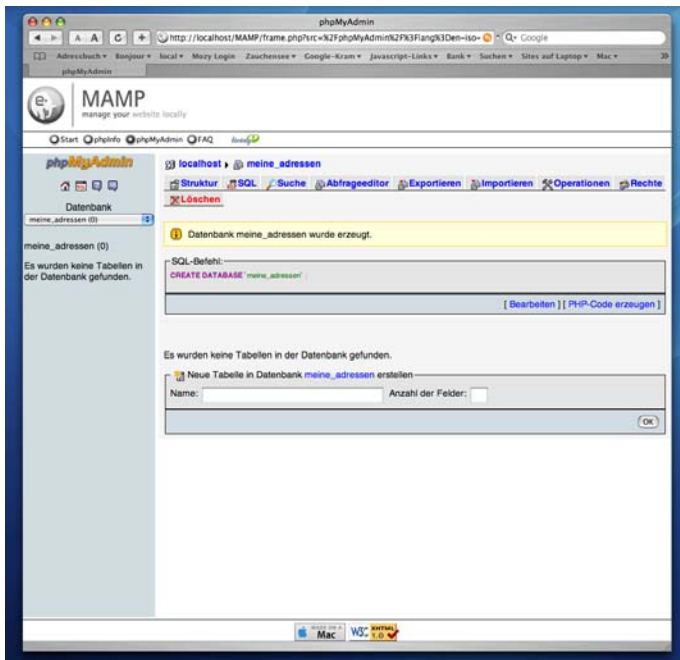 phpMyAdmin
http://localhost/MAMP/frame.php?src=%2FphpMyAdmin%2F%3Flang%3Den-iso-
Google
Adressbuch Bonjour local Mozy Login Zauchensee Google-Kram Javascript-Links Bank Suchen Sites auf Laptop Mac
phpMyAdmin
MAMP
manage your website locally
Start phpInfo phpMyAdmin FAQ
phpMyAdmin
localhost meine_adressen
Struktur SQL Suche Abfrageeditor Exportieren Importieren Operationen Rechte
Löschen
Datenbank
meine_adressen (0)
meine_adressen (0)
Es wurden keine Tabellen in
der Datenbank gefunden.
Datenbank meine_adressen wurde erzeugt.
SQL-Befehl:
CREATE DATABASE `meine_adressen` ;
[ Bearbeiten ] [ PHP-Code erzeugen ]
Es wurden keine Tabellen in der Datenbank gefunden.
Neue Tabelle in Datenbank meine_adressen erstellen
Name: Anzahl der Felder:
OK
MADE ON A
Mac
W3C XHTML
1.0